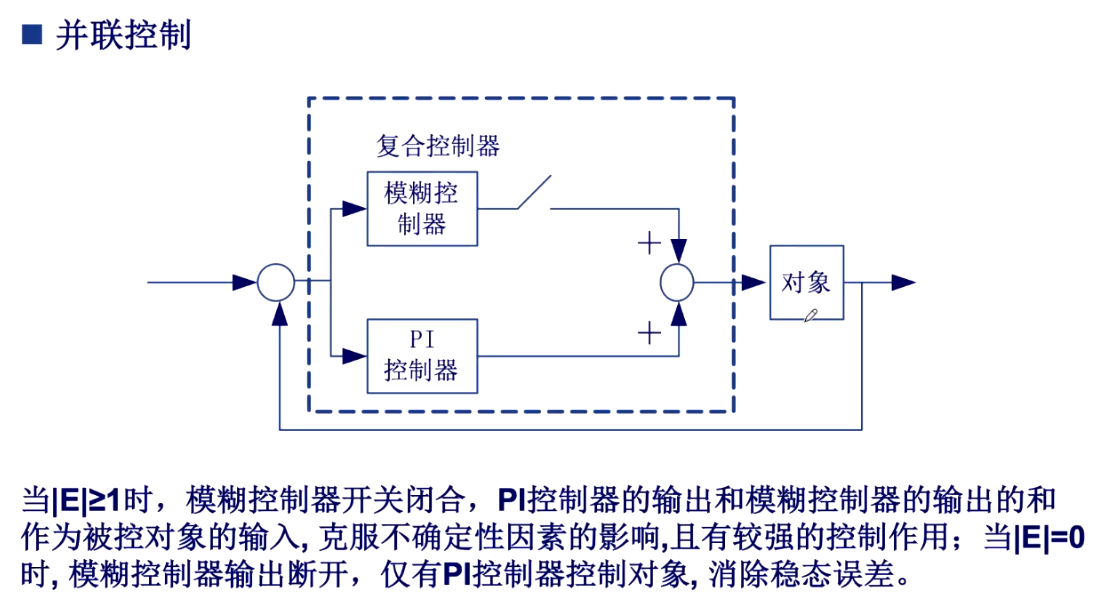 并联控制
复合控制器
模糊控
制器
+
对象
+
PI
控制器
当|E|≥1时，模糊控制器开关闭合，PI控制器的输出和模糊控制器的输出的和
作为被控对象的输入, 克服不确定性因素的影响,且有较强的控制作用；当|E|=0
时, 模糊控制器输出断开，仅有PI控制器控制对象, 消除稳态误差。